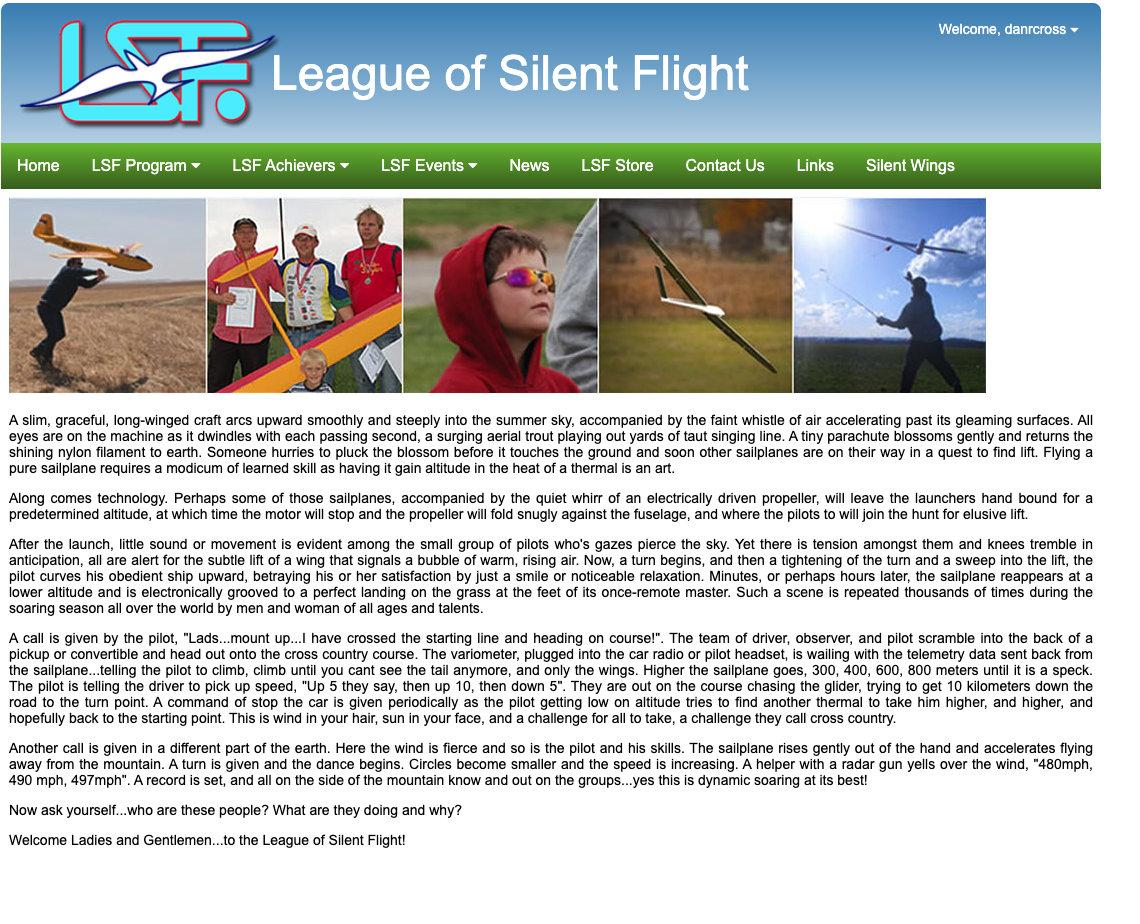 Welcome, danrcross
LSF.
League of Silent Flight
Home LSF Program LSF Achievers LSF Events News LSF Store Contact Us Links Silent Wings
A slim, graceful, long-winged craft arcs upward smoothly and steeply into the summer sky, accompanied by the faint whistle of air accelerating past its gleaming surfaces. All
eyes are on the machine as it dwindles with each passing second, a surging aerial trout playing out yards of taut singing line. A tiny parachute blossoms gently and returns the
shining nylon filament to earth. Someone hurries to pluck the blossom before it touches the ground and soon other sailplanes are on their way in a quest to find lift. Flying a
pure sailplane requires a modicum of learned skill as having it gain altitude in the heat of a thermal is an art.
Along comes technology. Perhaps some of those sailplanes, accompanied by the quiet whirr of an electrically driven propeller, will leave the launchers hand bound for a
predetermined altitude, at which time the motor will stop and the propeller will fold snugly against the fuselage, and where the pilots to will join the hunt for elusive lift.
After the launch, little sound or movement is evident among the small group of pilots who's gazes pierce the sky. Yet there is tension amongst them and knees tremble in
anticipation, all are alert for the subtle lift of a wing that signals a bubble of warm, rising air. Now, a turn begins, and then a tightening of the turn and a sweep into the lift, the
pilot curves his obedient ship upward, betraying his or her satisfaction by just a smile or noticeable relaxation. Minutes, or perhaps hours later, the sailplane reappears at a
lower altitude and is electronically grooved to a perfect landing on the grass at the feet of its once-remote master. Such a scene is repeated thousands of times during the
soaring season all over the world by men and woman of all ages and talents.
A call is given by the pilot, "Lads...mount up...I have crossed the starting line and heading on course!". The team of driver, observer, and pilot scramble into the back of a
pickup or convertible and head out onto the cross country course. The variometer, plugged into the car radio or pilot headset, is wailing with the telemetry data sent back from
the sailplane...telling the pilot to climb, climb until you cant see the tail anymore, and only the wings. Higher the sailplane goes, 300, 400, 600, 800 meters until it is a speck.
The pilot is telling the driver to pick up speed, "Up 5 they say, then up 10, then down 5". They are out on the course chasing the glider, trying to get 10 kilometers down the
road to the turn point. A command of stop the car is given periodically as the pilot getting low on altitude tries to find another thermal to take him higher, and higher, and
hopefully back to the starting point. This is wind in your hair, sun in your face, and a challenge for all to take, a challenge they call cross country.
Another call is given in a different part of the earth. Here the wind is fierce and so is the pilot and his skills. The sailplane rises gently out of the hand and accelerates flying
away from the mountain. A turn is given and the dance begins. Circles become smaller and the speed is increasing. A helper with a radar gun yells over the wind, "480mph,
490 mph, 497mph". A record is set, and all on the side of the mountain know and out on the groups...yes this is dynamic soaring at its best!
Now ask yourself...who are these people? What are they doing and why?
Welcome Ladies and Gentlemen...to the League of Silent Flight!